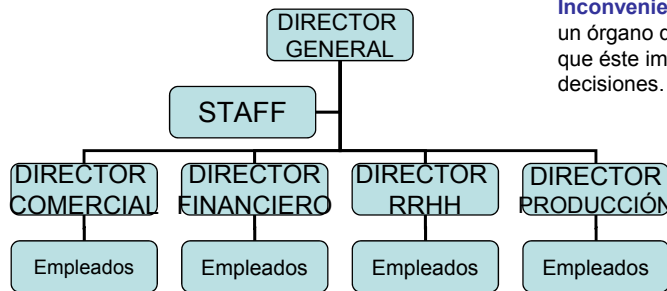 DIRECTOR
GENERAL
Inconvenie
un órgano
que éste im
decisiones.
STAFF
DIRECTOR
COMERCIAL
DIRECTOR
FINANCIERO
DIRECTOR
RRHH
DIRECTOR
PRODUCCIÓN
Empleados
Empleados
Empleados
Empleados